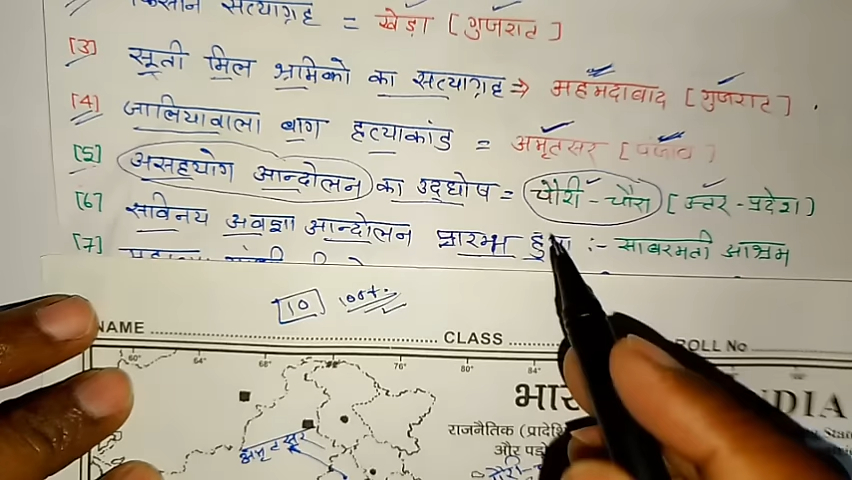 किसान सत्याग्रह = खेड़ा [गुजरात]
[3] सूती मिल श्रमिको का सत्याग्रह ⇒ अहमदाबाद [गुजरात].
[4] जालियावाला बाग हत्याकांड = अमृतसर [पंजाब]
[5] असहयोग आन्दोलन का उद्घोष = चौरी-चौरा [उत्तर-प्रदेश)
[6] सविनय अवज्ञा आन्दोलन प्रारम्भ हुआ :- साबरमती आश्रम
[7]
10
NAME CLASS ROLL No
60° 64° 68° 76° 80° 84°
भार INDIA
राजनैतिक (प्रादेशि
और पड़ो
अमृतसर